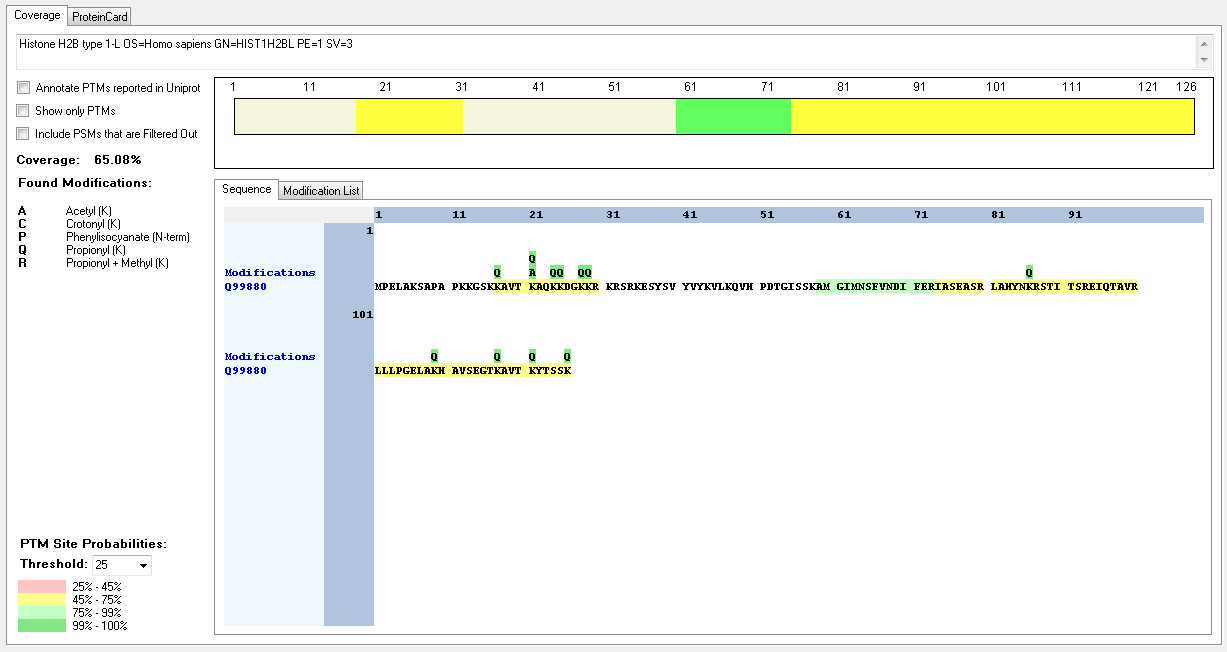 Coverage ProteinCard
Histone H2B type 1-L OS=Homo sapiens GN=HIST1H2BL PE=1 SV=3
Annotate PTMs reported in Uniprot
Show only PTMs
Include PSMs that are Filtered Out
Coverage: 65.08%
Found Modifications:
A Acetyl (K)
C Crotonyl (K)
P Phenylisocyanate (N-term)
Q Propionyl (K)
R Propionyl + Methyl (K)
PTM Site Probabilities:
Threshold: 25
25% - 45%
45% - 75%
75% - 99%
99% - 100%
1 11 21 31 41 51 61 71 81 91 101 111 121 126
Sequence Modification List
1 11 21 31 41 51 61 71 81 91
1
Q
Modifications Q A QQ QQ Q
Q99880 MPELAKSAPA PKKGSKKAVT KAQKKDGKKR KRSRKESYSV YVYKVLKQVH PDTGISSKAM GIMNSFVNDI FERIASEASR LAHYNKRSTI TSREIQTAVR
101
Modifications Q Q Q Q
Q99880 LLLPGELAKH AVSEGTKAVT KYTSSK